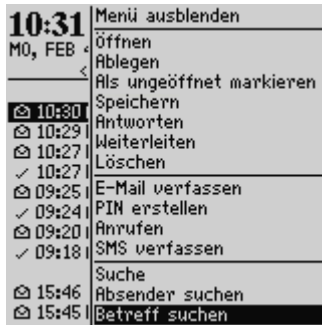 10:31
MO, FEB
<
10:30
10:29
10:27
10:27
09:25
09:24
09:20
09:18
15:46
15:45
Menü ausblenden
Öffnen
Ablegen
Als ungeöffnet markieren
Speichern
Antworten
Weiterleiten
Löschen
E-Mail verfassen
PIN erstellen
Anrufen
SMS verfassen
Suche
Absender suchen
Betreff suchen